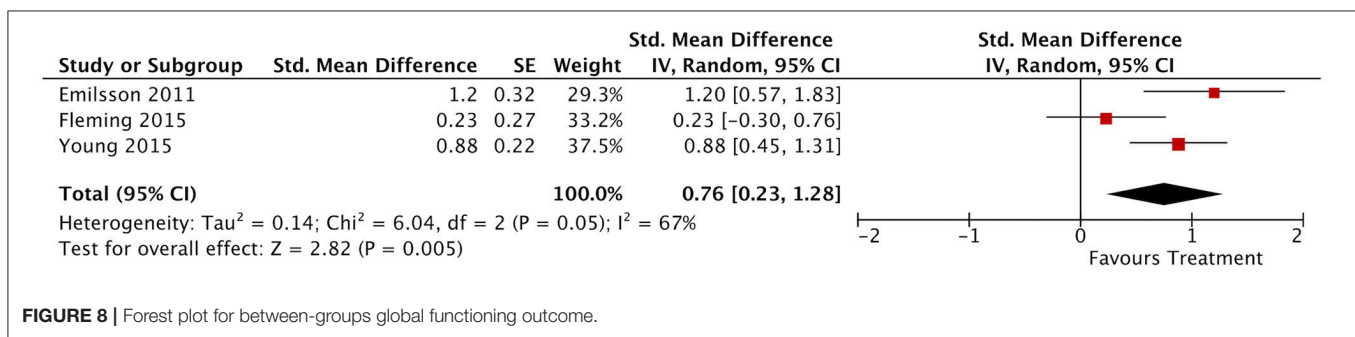 Std. Mean Difference Std. Mean Difference
Study or Subgroup Std. Mean Difference SE Weight IV, Random, 95% CI IV, Random, 95% CI
Emilsson 2011 1.2 0.32 29.3% 1.20 [0.57, 1.83]
Fleming 2015 0.23 0.27 33.2% 0.23 [−0.30, 0.76]
Young 2015 0.88 0.22 37.5% 0.88 [0.45, 1.31]
Total (95% CI) 100.0% 0.76 [0.23, 1.28]
Heterogeneity: Tau² = 0.14; Chi² = 6.04, df = 2 (P = 0.05); I² = 67%
Test for overall effect: Z = 2.82 (P = 0.005)
-2 -1 0 1 2
Favours Treatment
FIGURE 8 | Forest plot for between-groups global functioning outcome.